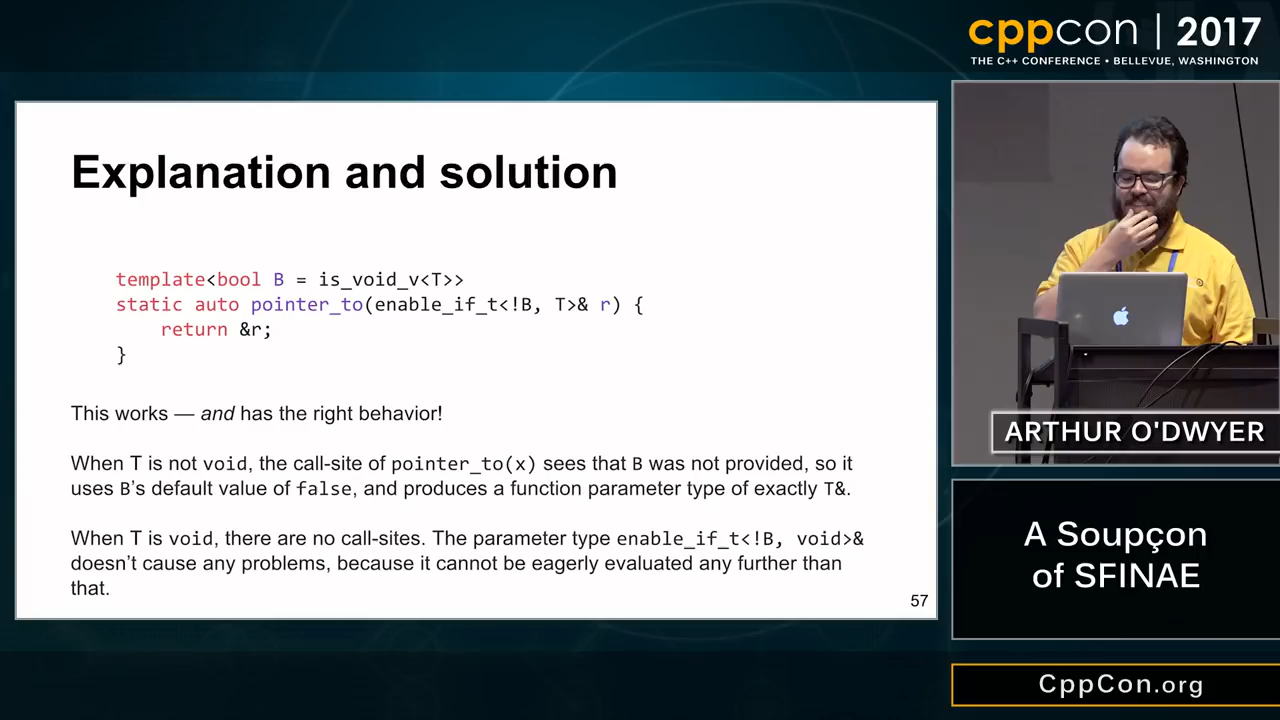 cppcon | 2017
THE C++ CONFERENCE • BELLEVUE, WASHINGTON
Explanation and solution
template<bool B = is_void_v<T>>
static auto pointer_to(enable_if_t<!B, T>& r) {
return &r;
}
This works — and has the right behavior!
When T is not void, the call-site of pointer_to(x) sees that B was not provided, so it
uses B’s default value of false, and produces a function parameter type of exactly T&.
When T is void, there are no call-sites. The parameter type enable_if_t<!B, void>&
doesn’t cause any problems, because it cannot be eagerly evaluated any further than
that.
57
ARTHUR O'DWYER
A Soupçon
of SFINAE
CppCon.org